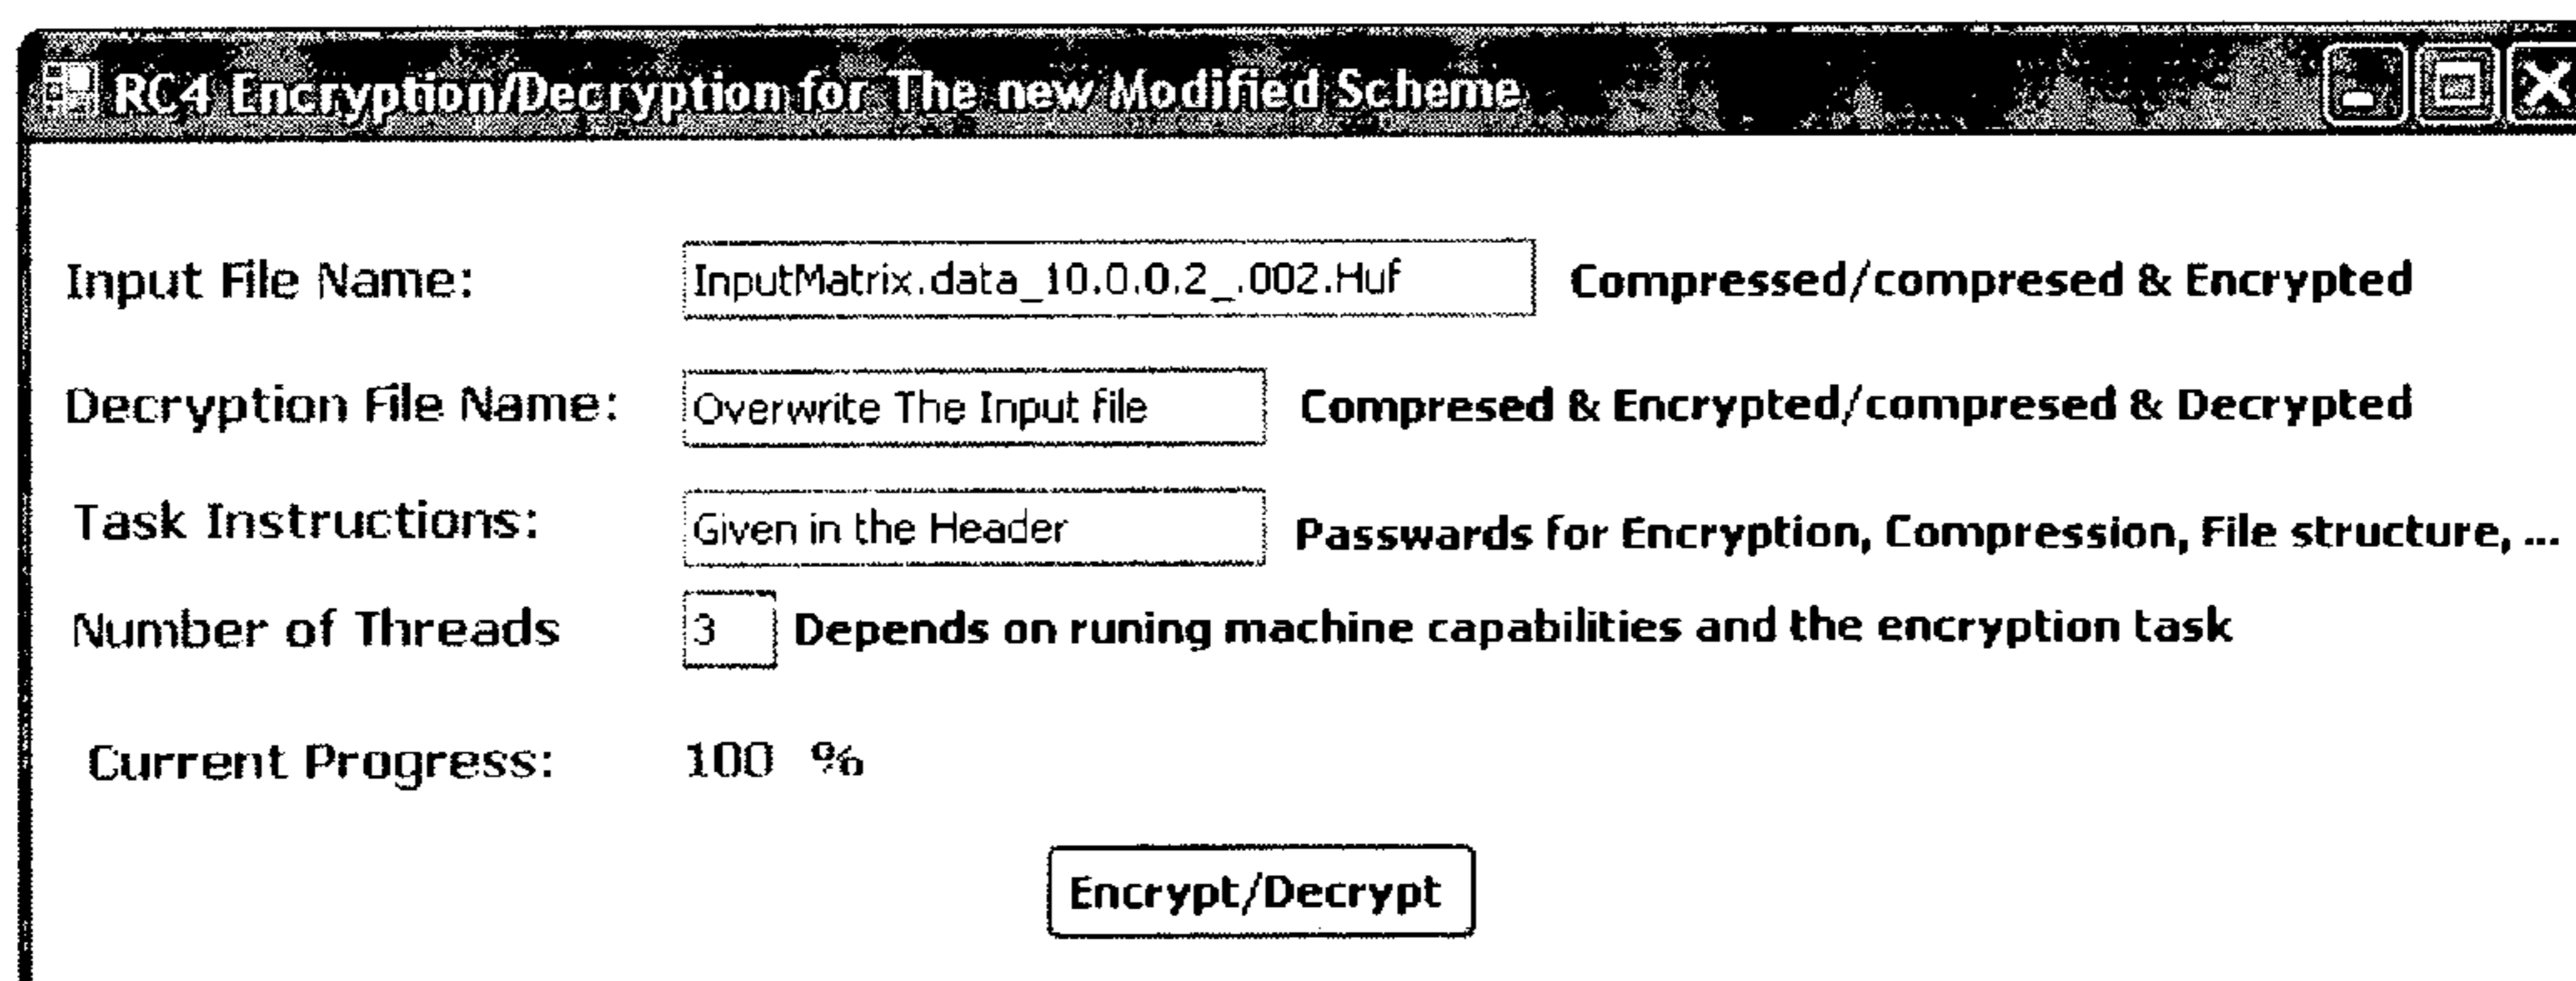 RC4 Encryption/Decryption for The new Modified Scheme
Input File Name: InputMatrix.data_10.0.0.2_.002.Huf Compressed/compresed & Encrypted
Decryption File Name: Overwrite The Input file Compresed & Encrypted/compresed & Decrypted
Task Instructions: Given in the Header Passwards for Encryption, Compression, File structure, ...
Number of Threads 3 Depends on runing machine capabilities and the encryption task
Current Progress: 100 %
Encrypt/Decrypt